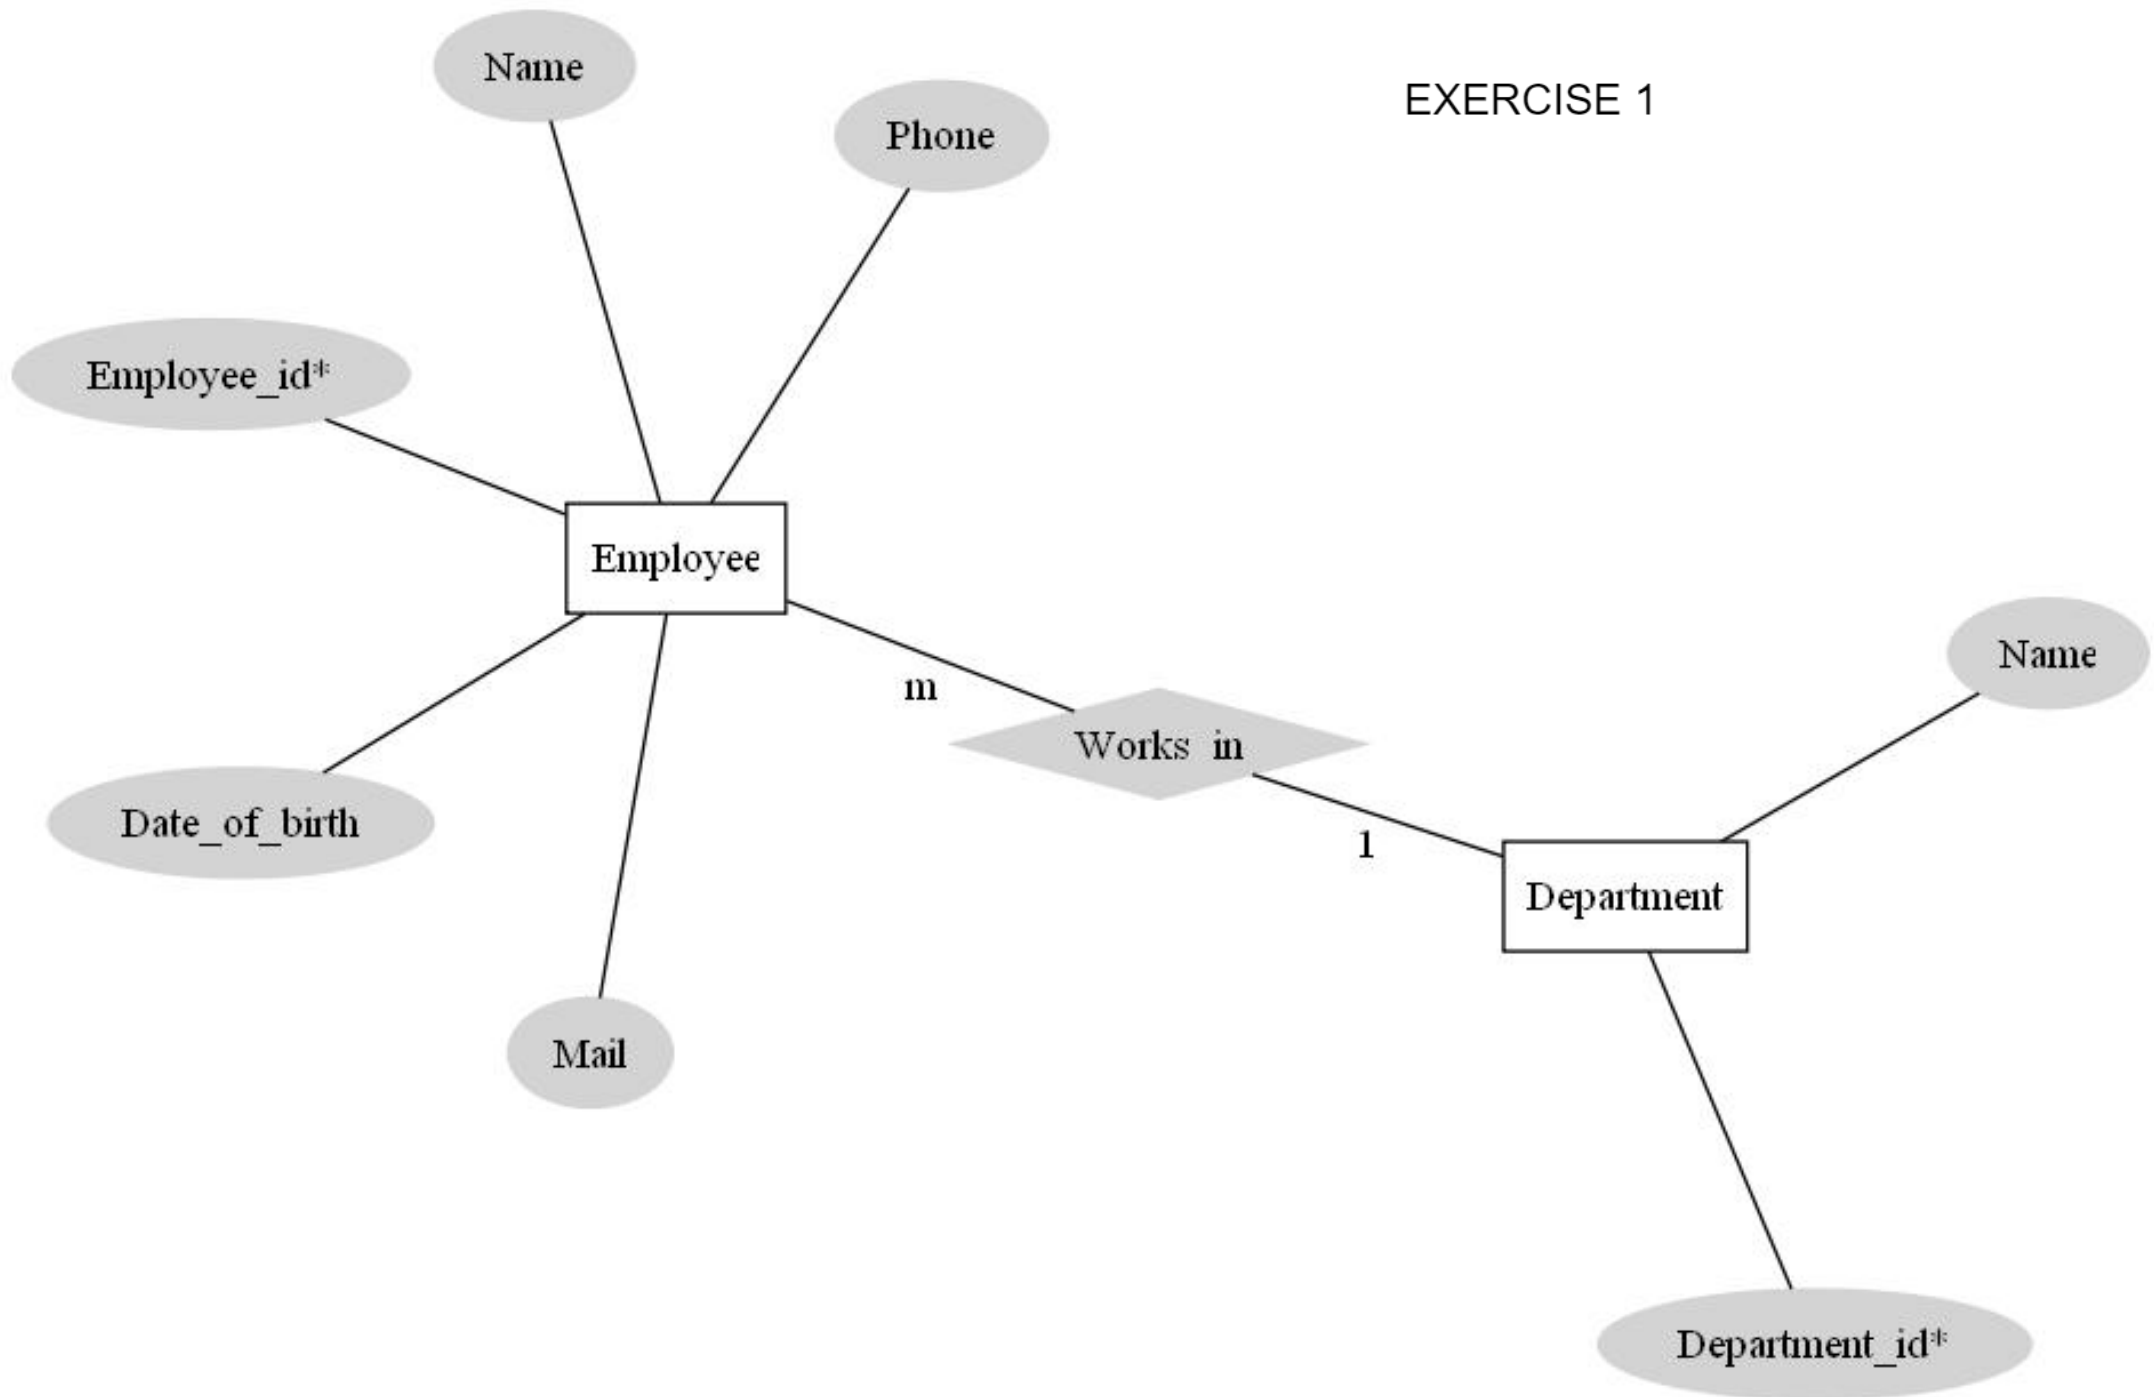 Name
Phone
EXERCISE 1
Employee_id*
Employee
Name
m
Works in
Date_of_birth
1
Department
Mail
Department_id*